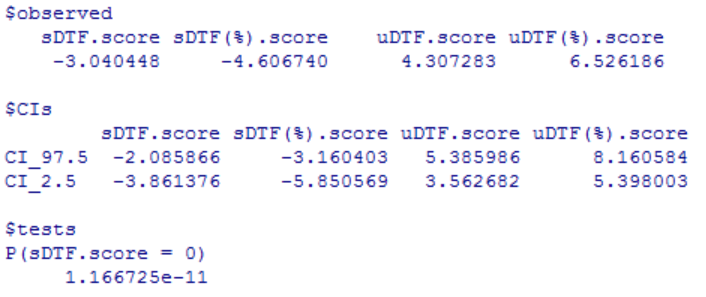 $observed
sDTF.score sDTF(%).score uDTF.score uDTF(%).score
-3.040448 -4.606740 4.307283 6.526186
$CIs
sDTF.score sDTF(%).score uDTF.score uDTF(%).score
CI_97.5 -2.085866 -3.160403 5.385986 8.160584
CI_2.5 -3.861376 -5.850569 3.562682 5.398003
$tests
P(sDTF.score = 0)
1.166725e-11